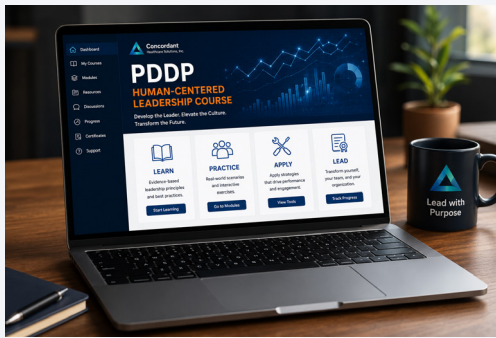 Dashboard
My Courses
Modules
Resources
Discussions
Progress
Certificates
Support
Concordant
Healthcare Solutions, Inc.
PDDP
HUMAN-CENTERED
LEADERSHIP COURSE
Develop the Leader. Elevate the Culture.
Transform the Future.
LEARN
Evidence-based
leadership principles
and best practices.
Start Learning
PRACTICE
Real-world scenarios
and interactive
exercises.
Go to Modules
APPLY
Apply strategies
that drive performance
and engagement.
View Tools
LEAD
Transform yourself,
your team, and your
organization.
Track Progress
Lead with
Purpose